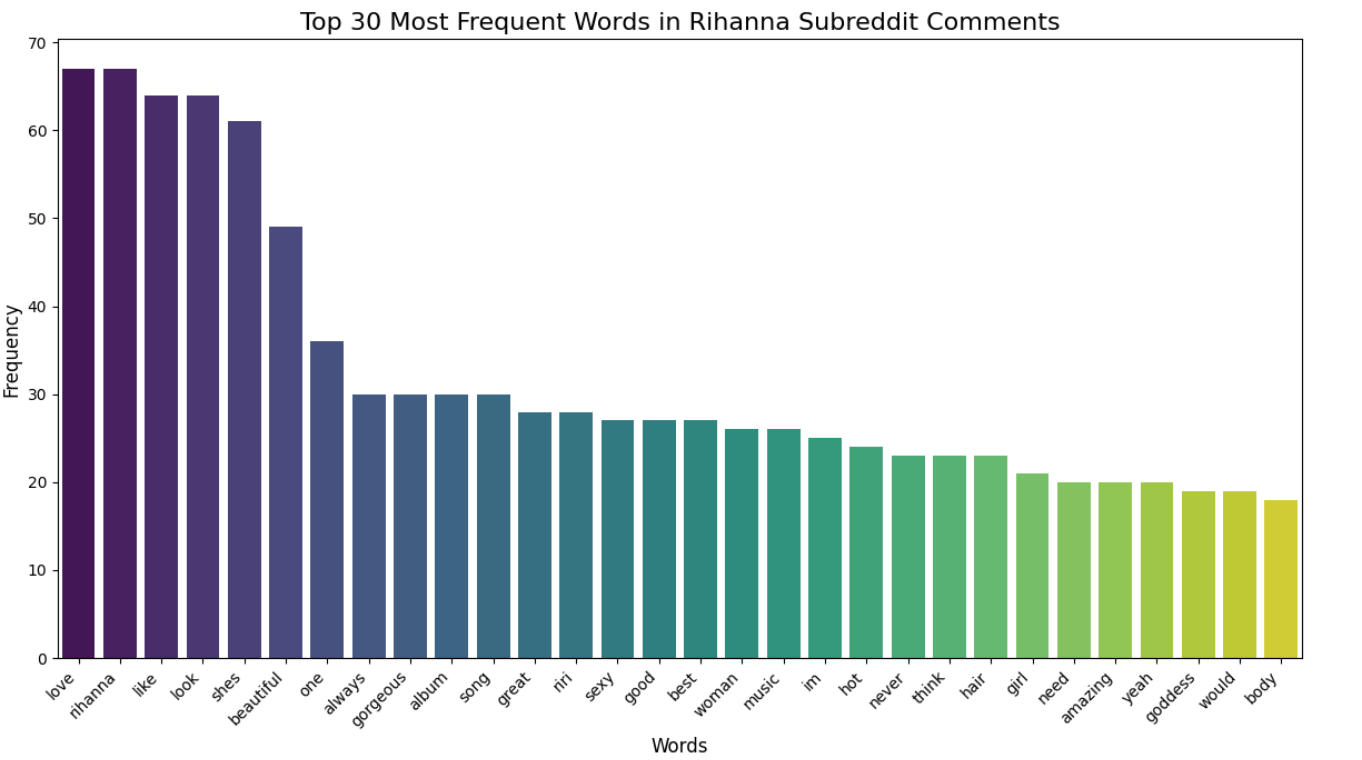 Top 30 Most Frequent Words in Rihanna Subreddit Comments
70
60
50
40
30
20
10
0
Frequency
love
rihanna
like
look
shes
beautiful
one
always
gorgeous
album
song
great
riri
sexy
good
best
woman
music
im
hot
never
think
hair
girl
need
amazing
yeah
goddess
would
body
Words